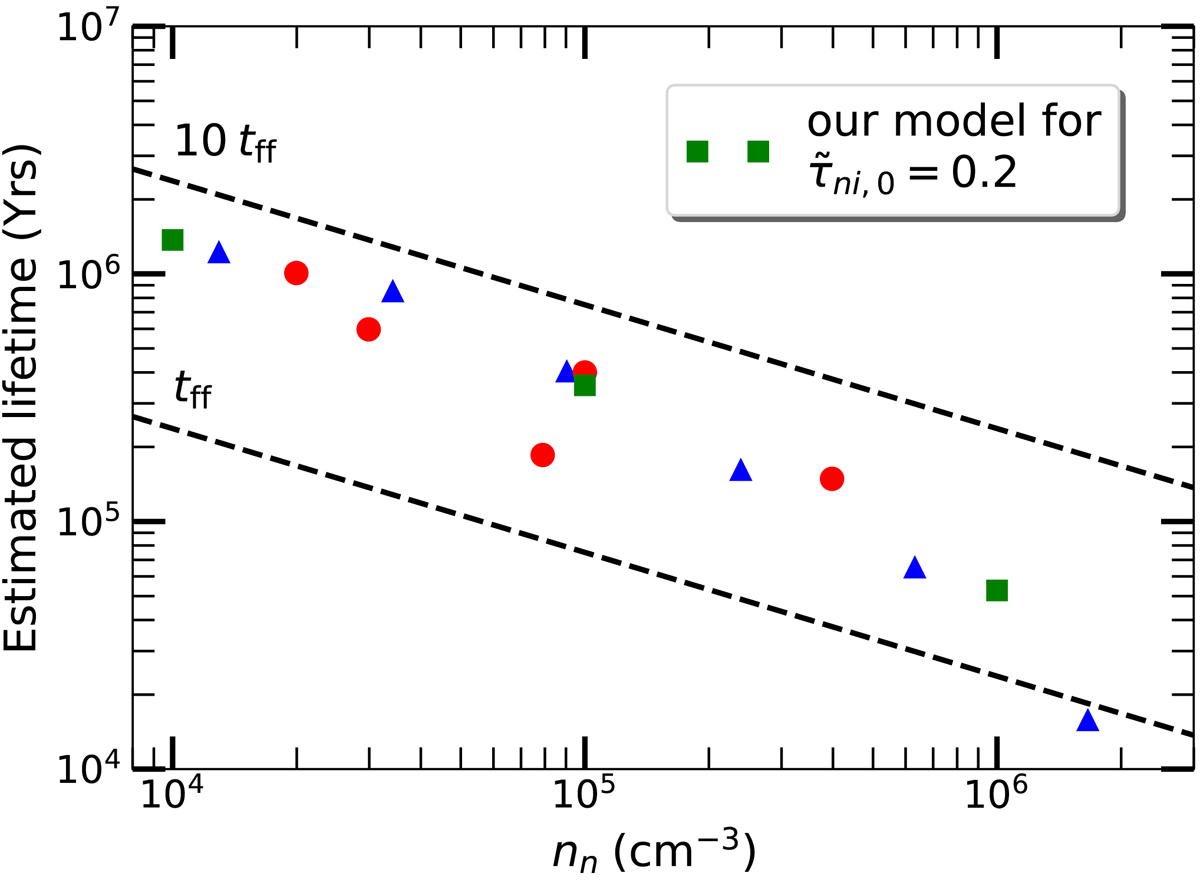 10⁷
10 t_ff
our model for
τ̃_ni,0 = 0.2
10⁶
t_ff
10⁵
10⁴
10⁴ 10⁵ 10⁶
Estimated lifetime (Yrs)
n_n (cm⁻³)